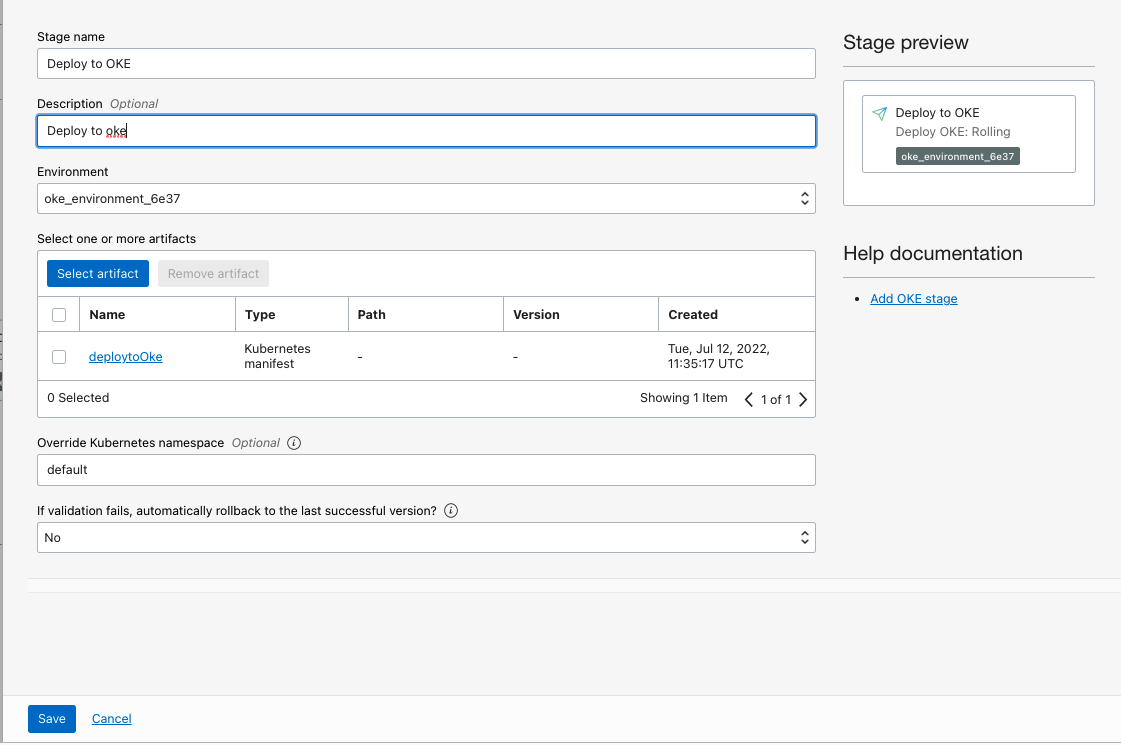 Stage name
Deploy to OKE
Description Optional
Deploy to oke
Environment
oke_environment_6e37
Select one or more artifacts
Select artifact Remove artifact
Name Type Path Version Created
deploytoOke Kubernetes manifest - - Tue, Jul 12, 2022, 11:35:17 UTC
0 Selected Showing 1 Item 1 of 1
Override Kubernetes namespace Optional
default
If validation fails, automatically rollback to the last successful version?
No
Save Cancel
Stage preview
Deploy to OKE
Deploy OKE: Rolling
oke_environment_6e37
Help documentation
• Add OKE stage